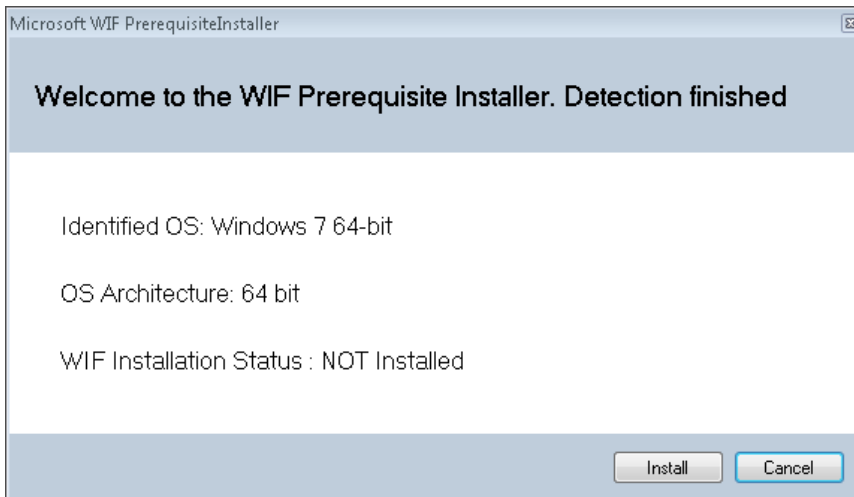 Microsoft WIF PrerequisiteInstaller
Welcome to the WIF Prerequisite Installer. Detection finished
Identified OS: Windows 7 64-bit
OS Architecture: 64 bit
WIF Installation Status : NOT Installed
Install Cancel